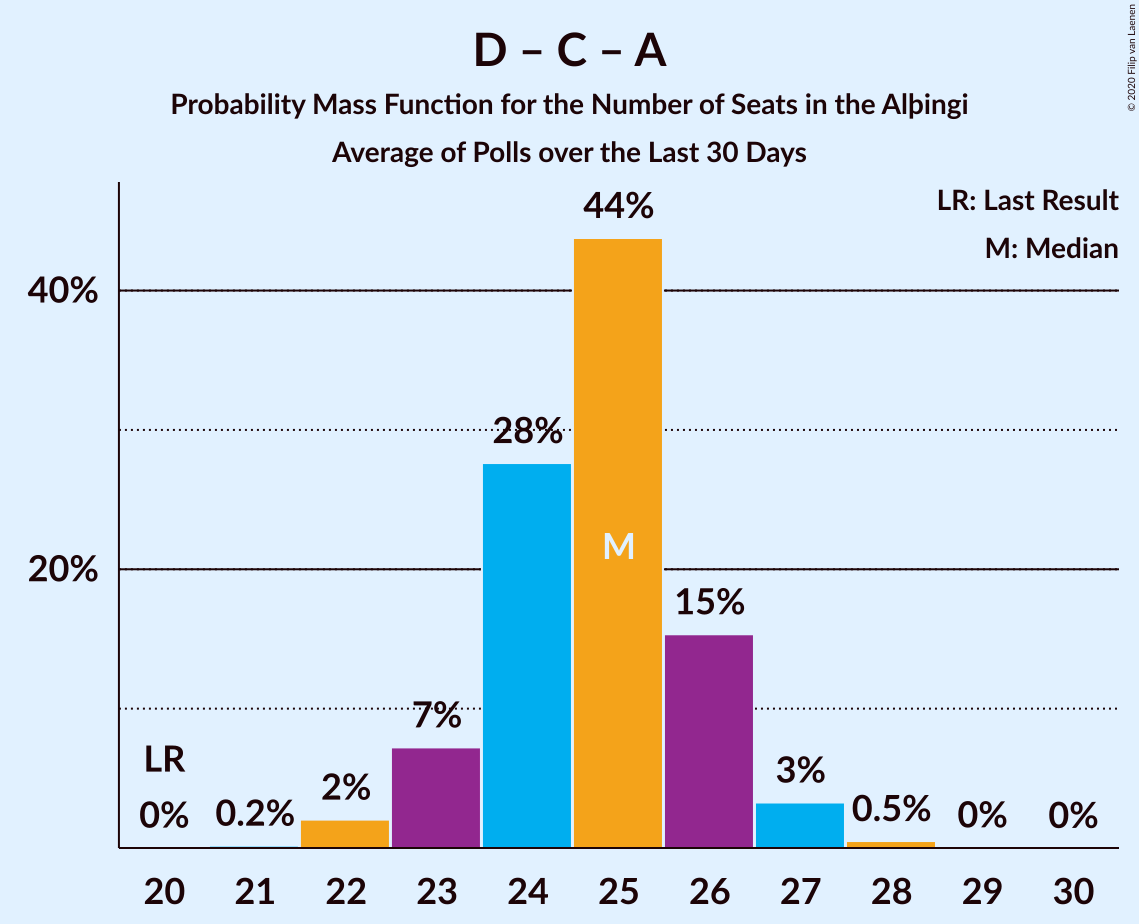 D – C – A
Probability Mass Function for the Number of Seats in the Alþingi
Average of Polls over the Last 30 Days
© 2020 Filip van Laenen
LR: Last Result
M: Median
44%
40%
28%
M
20%
15%
7%
LR
3%
2%
0% 0.2% 0.5% 0% 0%
20 21 22 23 24 25 26 27 28 29 30